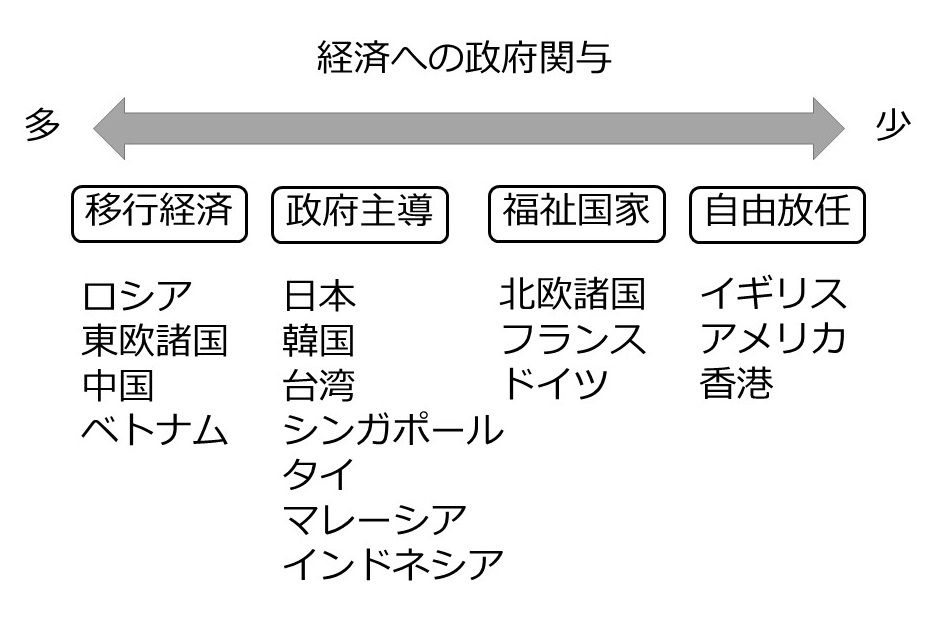 経済への政府関与
多
少
移行経済
政府主導
福祉国家
自由放任
ロシア
東欧諸国
中国
ベトナム
日本
韓国
台湾
シンガポール
タイ
マレーシア
インドネシア
北欧諸国
フランス
ドイツ
イギリス
アメリカ
香港